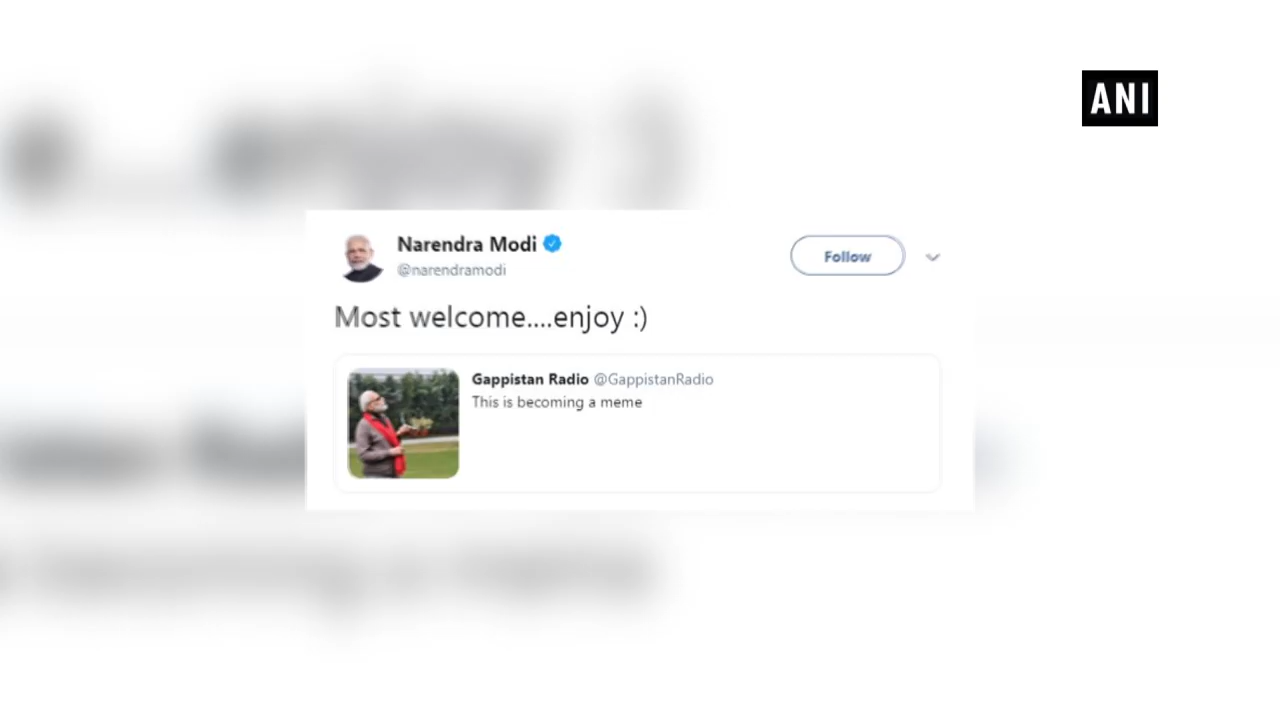 ANI
Narendra Modi
@narendramodi
Follow
Most welcome....enjoy :)
Gappistan Radio @GappistanRadio
This is becoming a meme